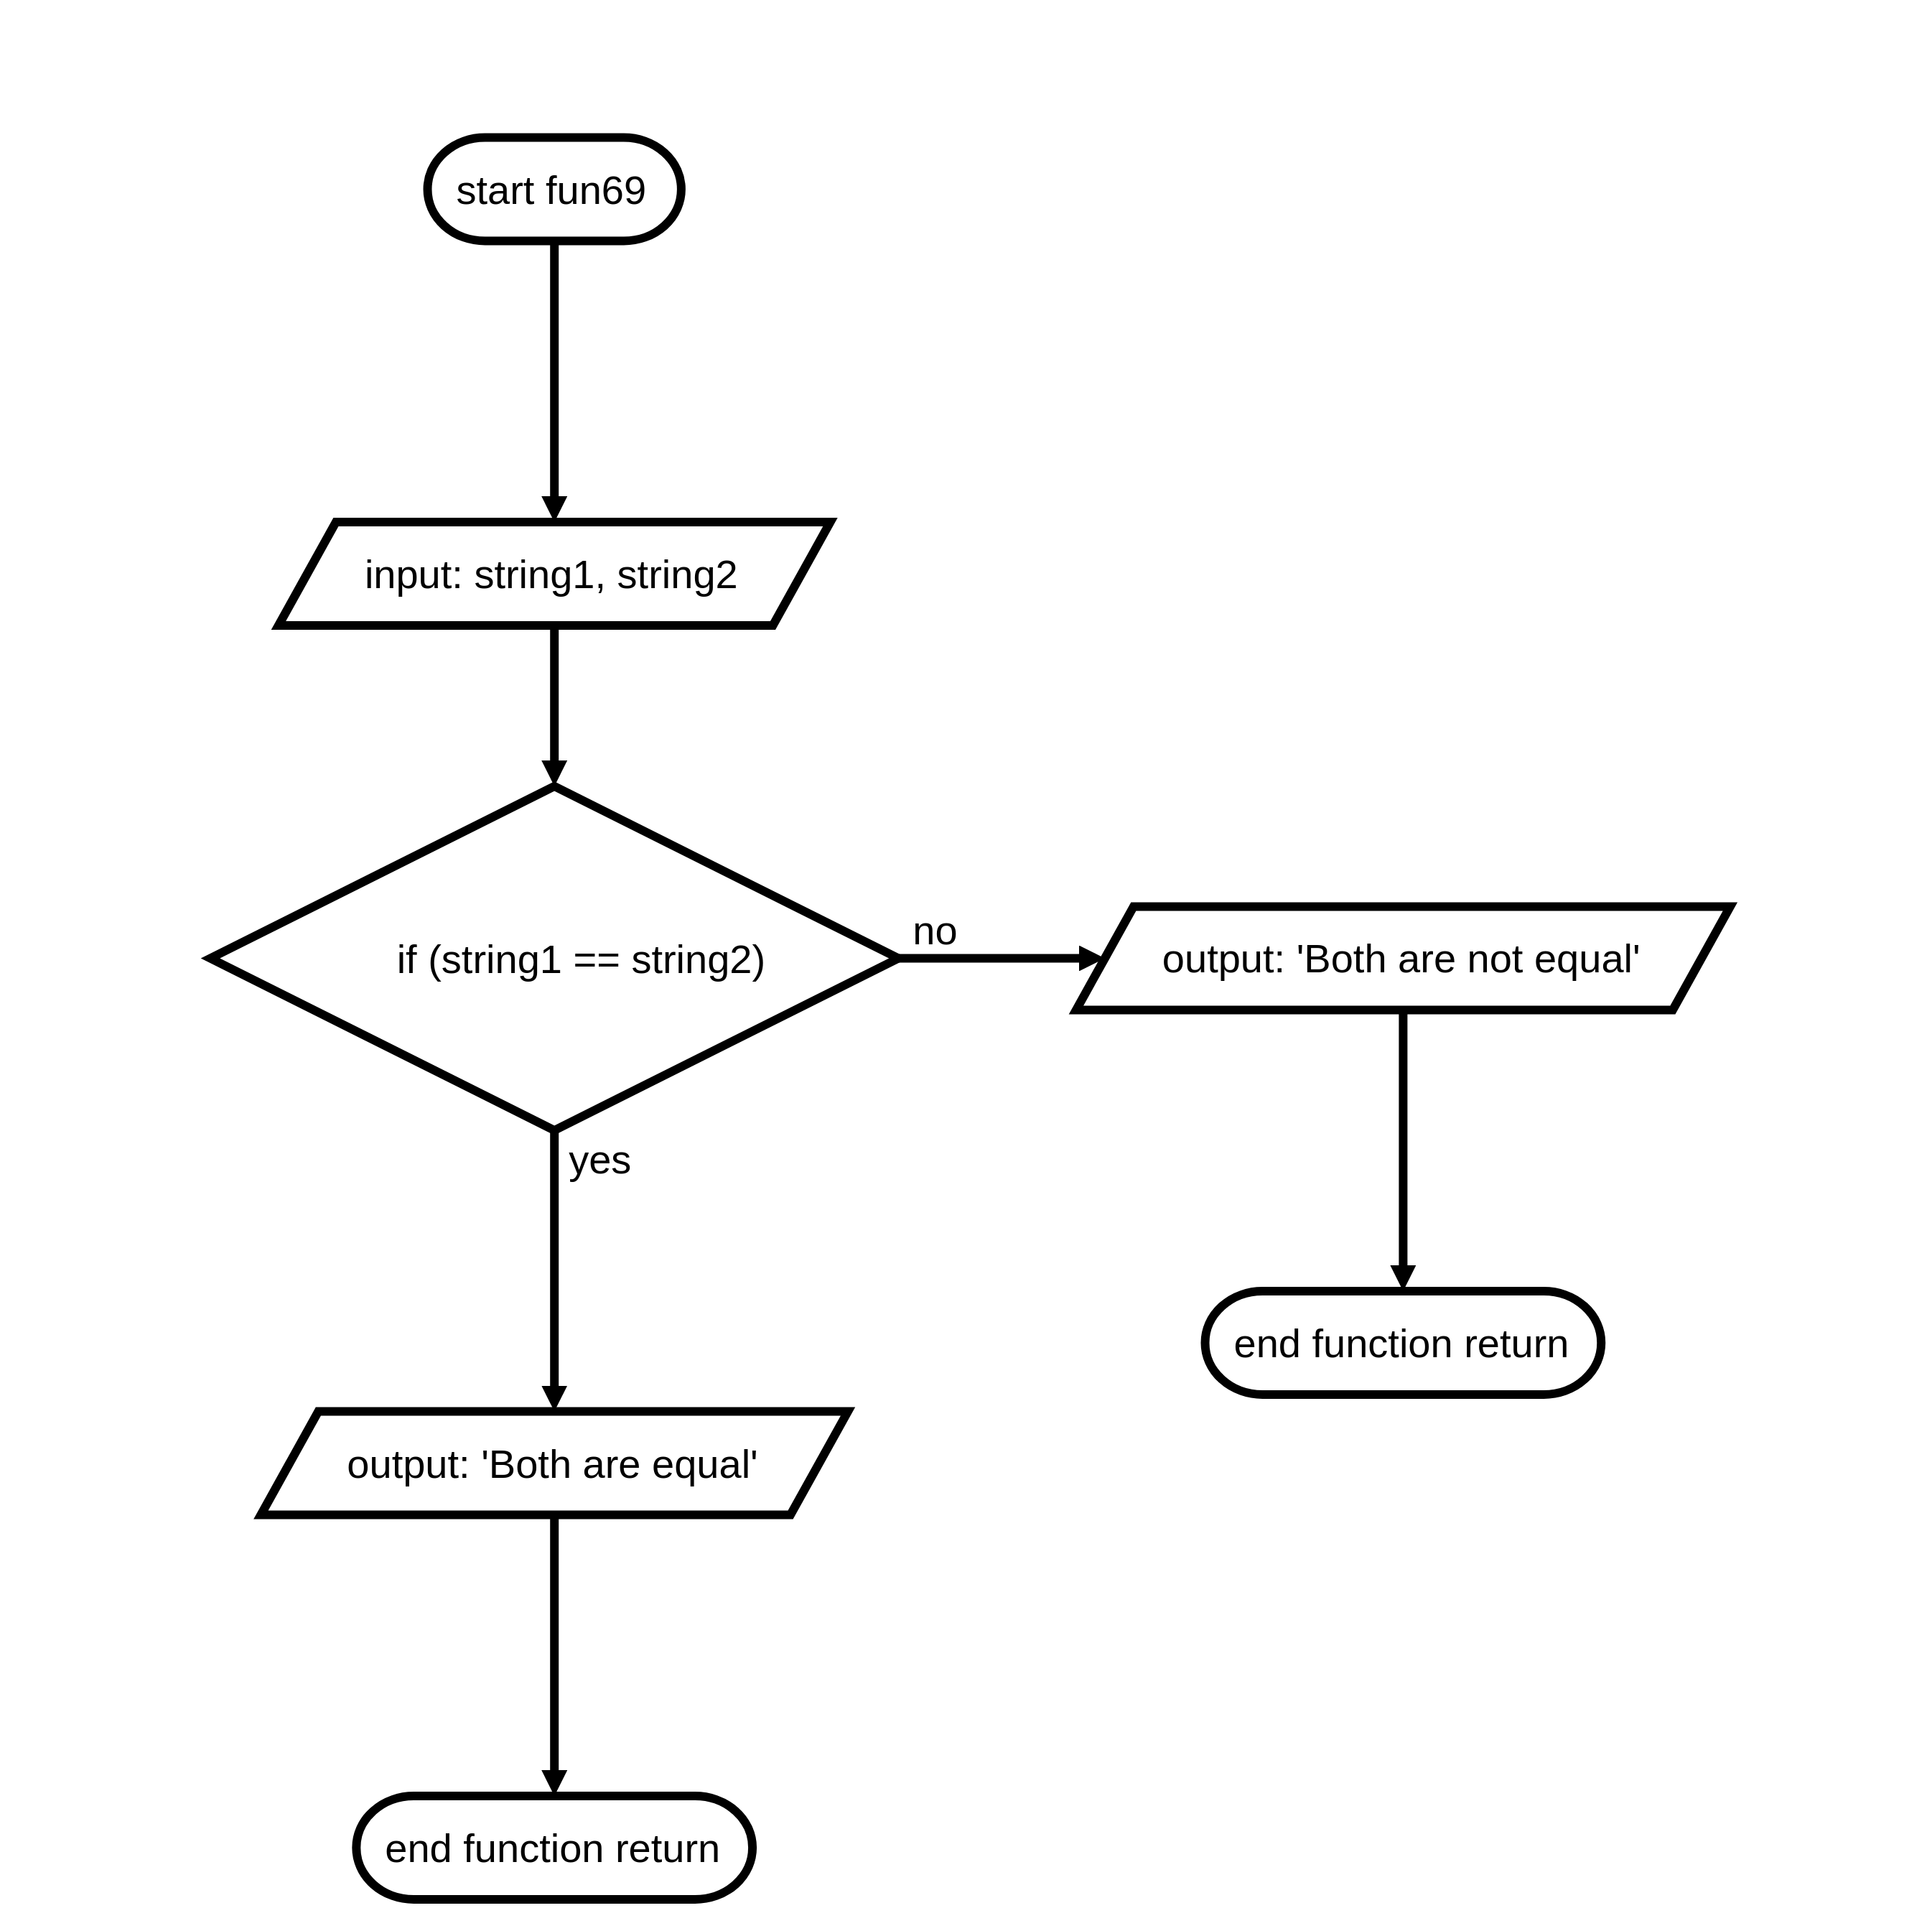 start fun69
input: string1, string2
if (string1 == string2)
no
output: 'Both are not equal'
yes
end function return
output: 'Both are equal'
end function return